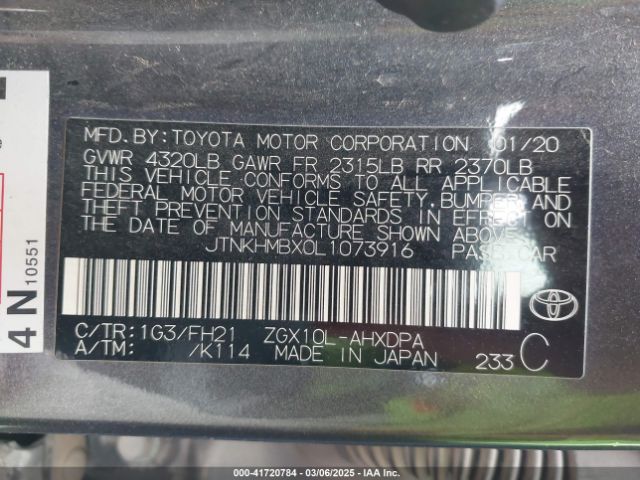 MFD.BY:TOYOTA MOTOR CORPORATION 01/20
GVWR 4320LB GAWR FR 2315LB RR 2370LB
THIS VEHICLE CONFORMS TO ALL APPLICABLE
FEDERAL MOTOR VEHICLE SAFETY.BUMPER.AND
THEFT PREVENTION STANDARDS IN EFFECT ON
THE DATE OF MANUFACTURE SHOWN ABOVE.
JTNKHMBX0L1073916 PASS.CAR
C/TR:1G3/FH21 ZGX10L-AHXDPA
A/TM: /K114 MADE IN JAPAN 233 C
4 N 10551
000-41720784 - 03/06/2025 - IAA Inc.